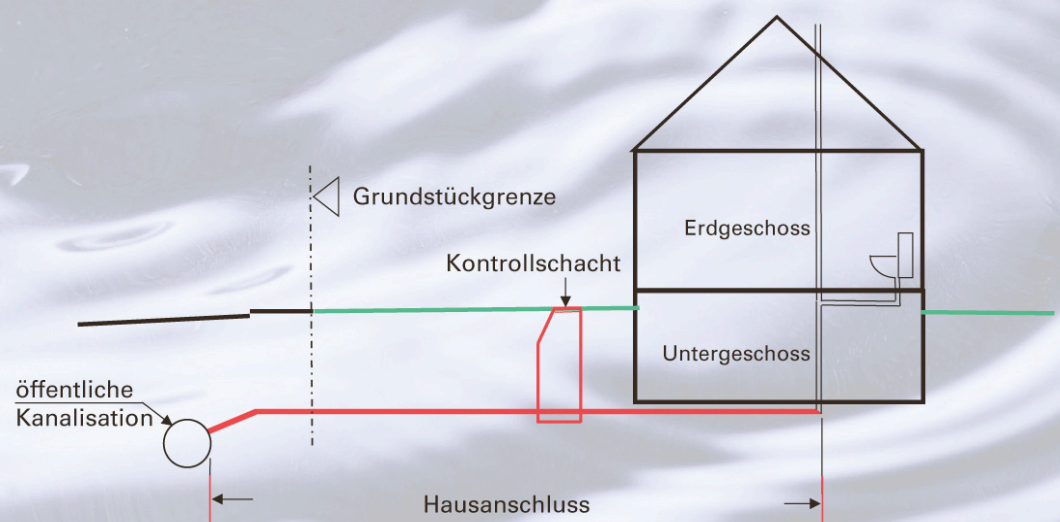 Grundstückgrenze
Erdgeschoss
Kontrollschacht
Untergeschoss
öffentliche
Kanalisation
Hausanschluss